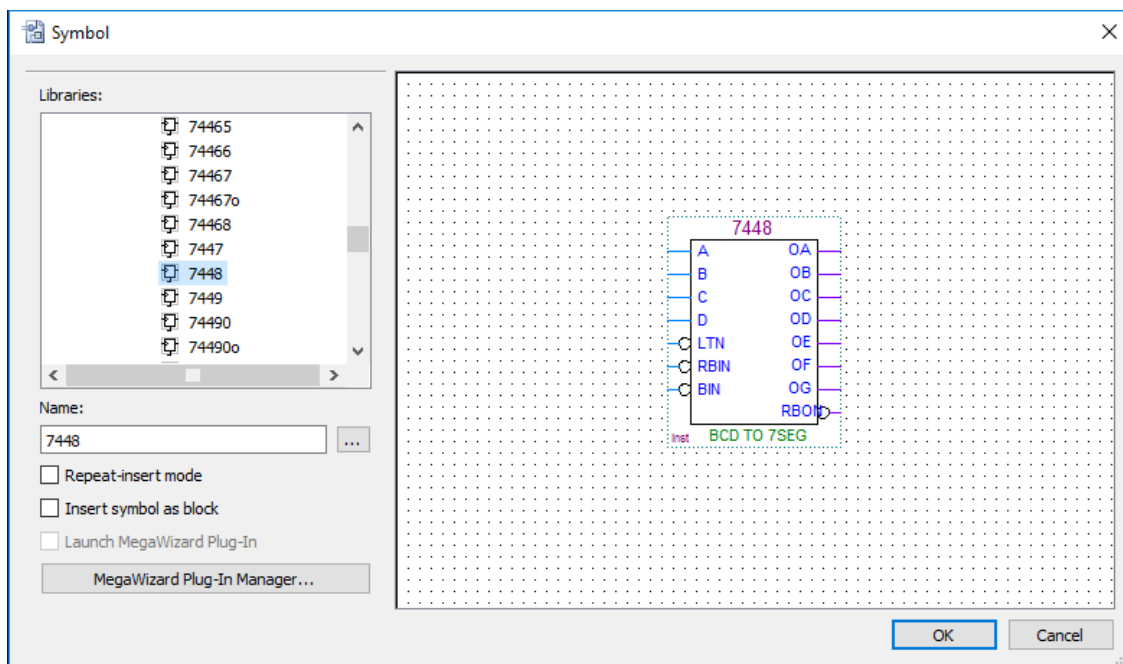 Symbol
Libraries:
74465
74466
74467
74467o
74468
7447
7448
7449
74490
74490o
Name:
7448
...
Repeat-insert mode
Insert symbol as block
Launch MegaWizard Plug-In
MegaWizard Plug-In Manager...
7448
A OA
B OB
C OC
D OD
LTN OE
RBIN OF
BIN OG
RBON
inst BCD TO 7SEG
OK Cancel